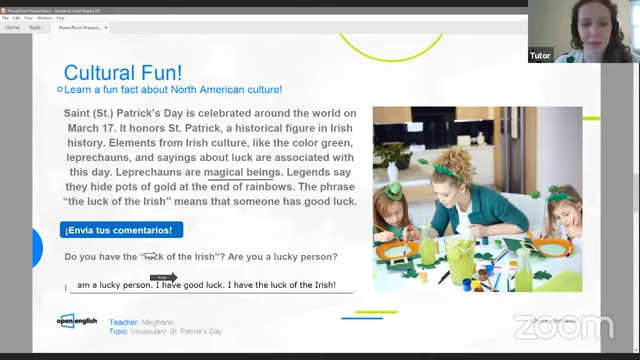 PowerPoint Presentation - Adobe Acrobat Reader DC
File Edit View Window Help
Home Tools PowerPoint Present...
Tutor
Cultural Fun!
Learn a fun fact about North American culture!
Saint (St.) Patrick's Day is celebrated around the world on
March 17. It honors St. Patrick, a historical figure in Irish
history. Elements from Irish culture, like the color green,
leprechauns, and sayings about luck are associated with
this day. Leprechauns are magical beings. Legends say
they hide pots of gold at the end of rainbows. The phrase
"the luck of the Irish" means that someone has good luck.
¡Envía tus comentarios!
Do you have the "luck of the Irish"? Are you a lucky person?
I am a lucky person. I have good luck. I have the luck of the Irish!
openenglish
Teacher: Meghann
Topic: Vocabulary: St. Patrick's Day
zoom